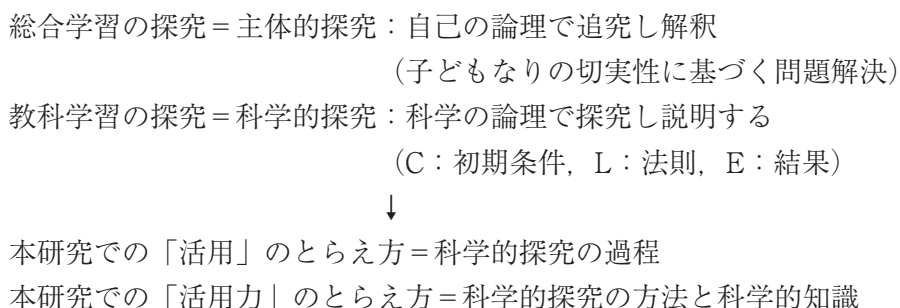 総合学習の探究＝主体的探究：自己の論理で追究し解釈
（子どもなりの切実性に基づく問題解決）
教科学習の探究＝科学的探究：科学の論理で探究し説明する
（C：初期条件，L：法則，E：結果）
↓
本研究での「活用」のとらえ方＝科学的探究の過程
本研究での「活用力」のとらえ方＝科学的探究の方法と科学的知識